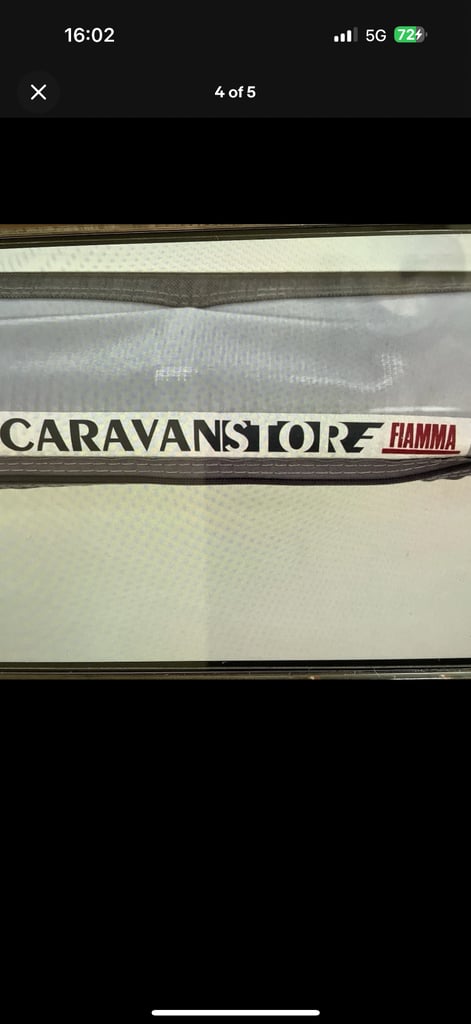 16:02
5G
72
4 of 5
CARAVANSTORE FIAMMA